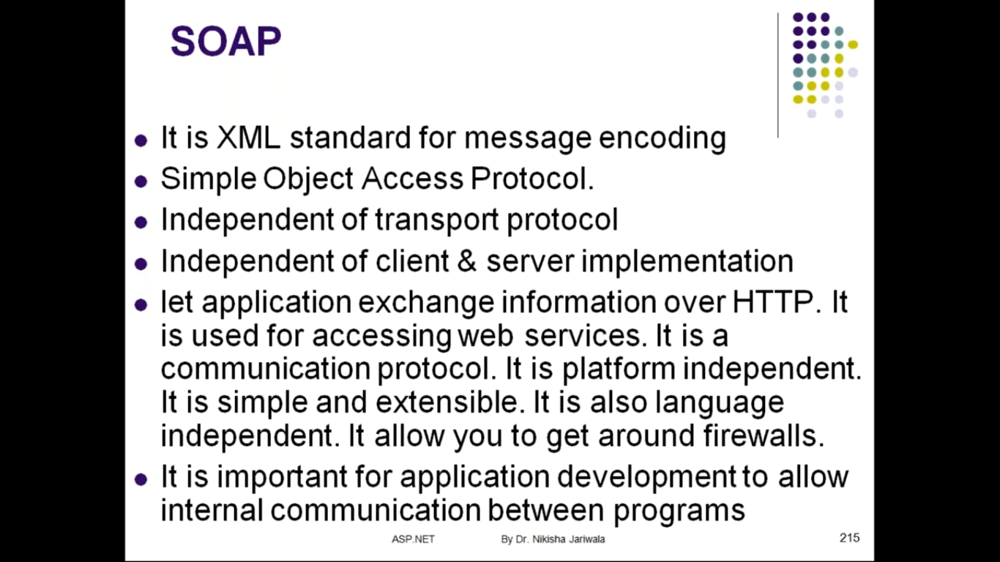 SOAP
It is XML standard for message encoding
Simple Object Access Protocol.
Independent of transport protocol
Independent of client & server implementation
let application exchange information over HTTP. It
is used for accessing web services. It is a
communication protocol. It is platform independent.
It is simple and extensible. It is also language
independent. It allow you to get around firewalls.
It is important for application development to allow
internal communication between programs
ASP.NET By Dr. Nikisha Jariwala 215